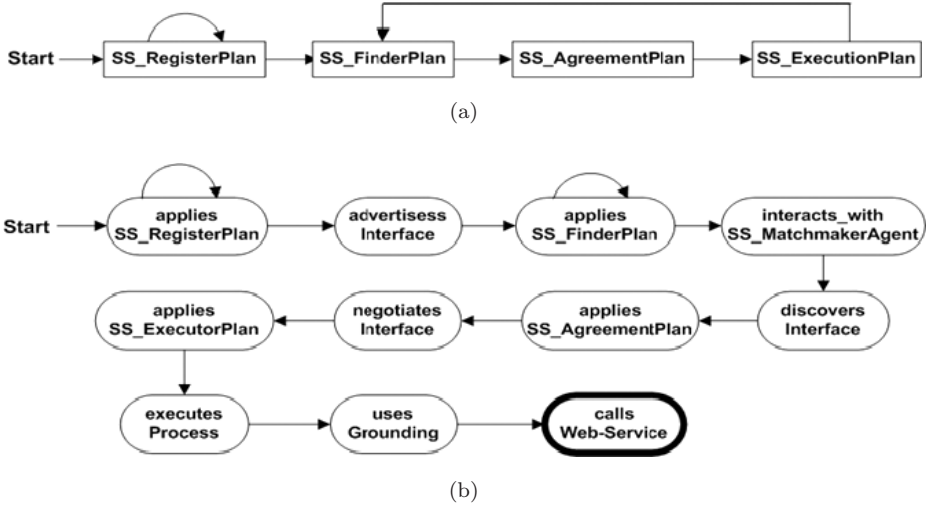 Start SS_RegisterPlan SS_FinderPlan SS_AgreementPlan SS_ExecutionPlan
(a)
Start
applies
SS_RegisterPlan
advertisess
Interface
applies
SS_FinderPlan
interacts_with
SS_MatchmakerAgent
applies
SS_ExecutorPlan
negotiates
Interface
applies
SS_AgreementPlan
discovers
Interface
executes
Process
uses
Grounding
calls
Web-Service
(b)